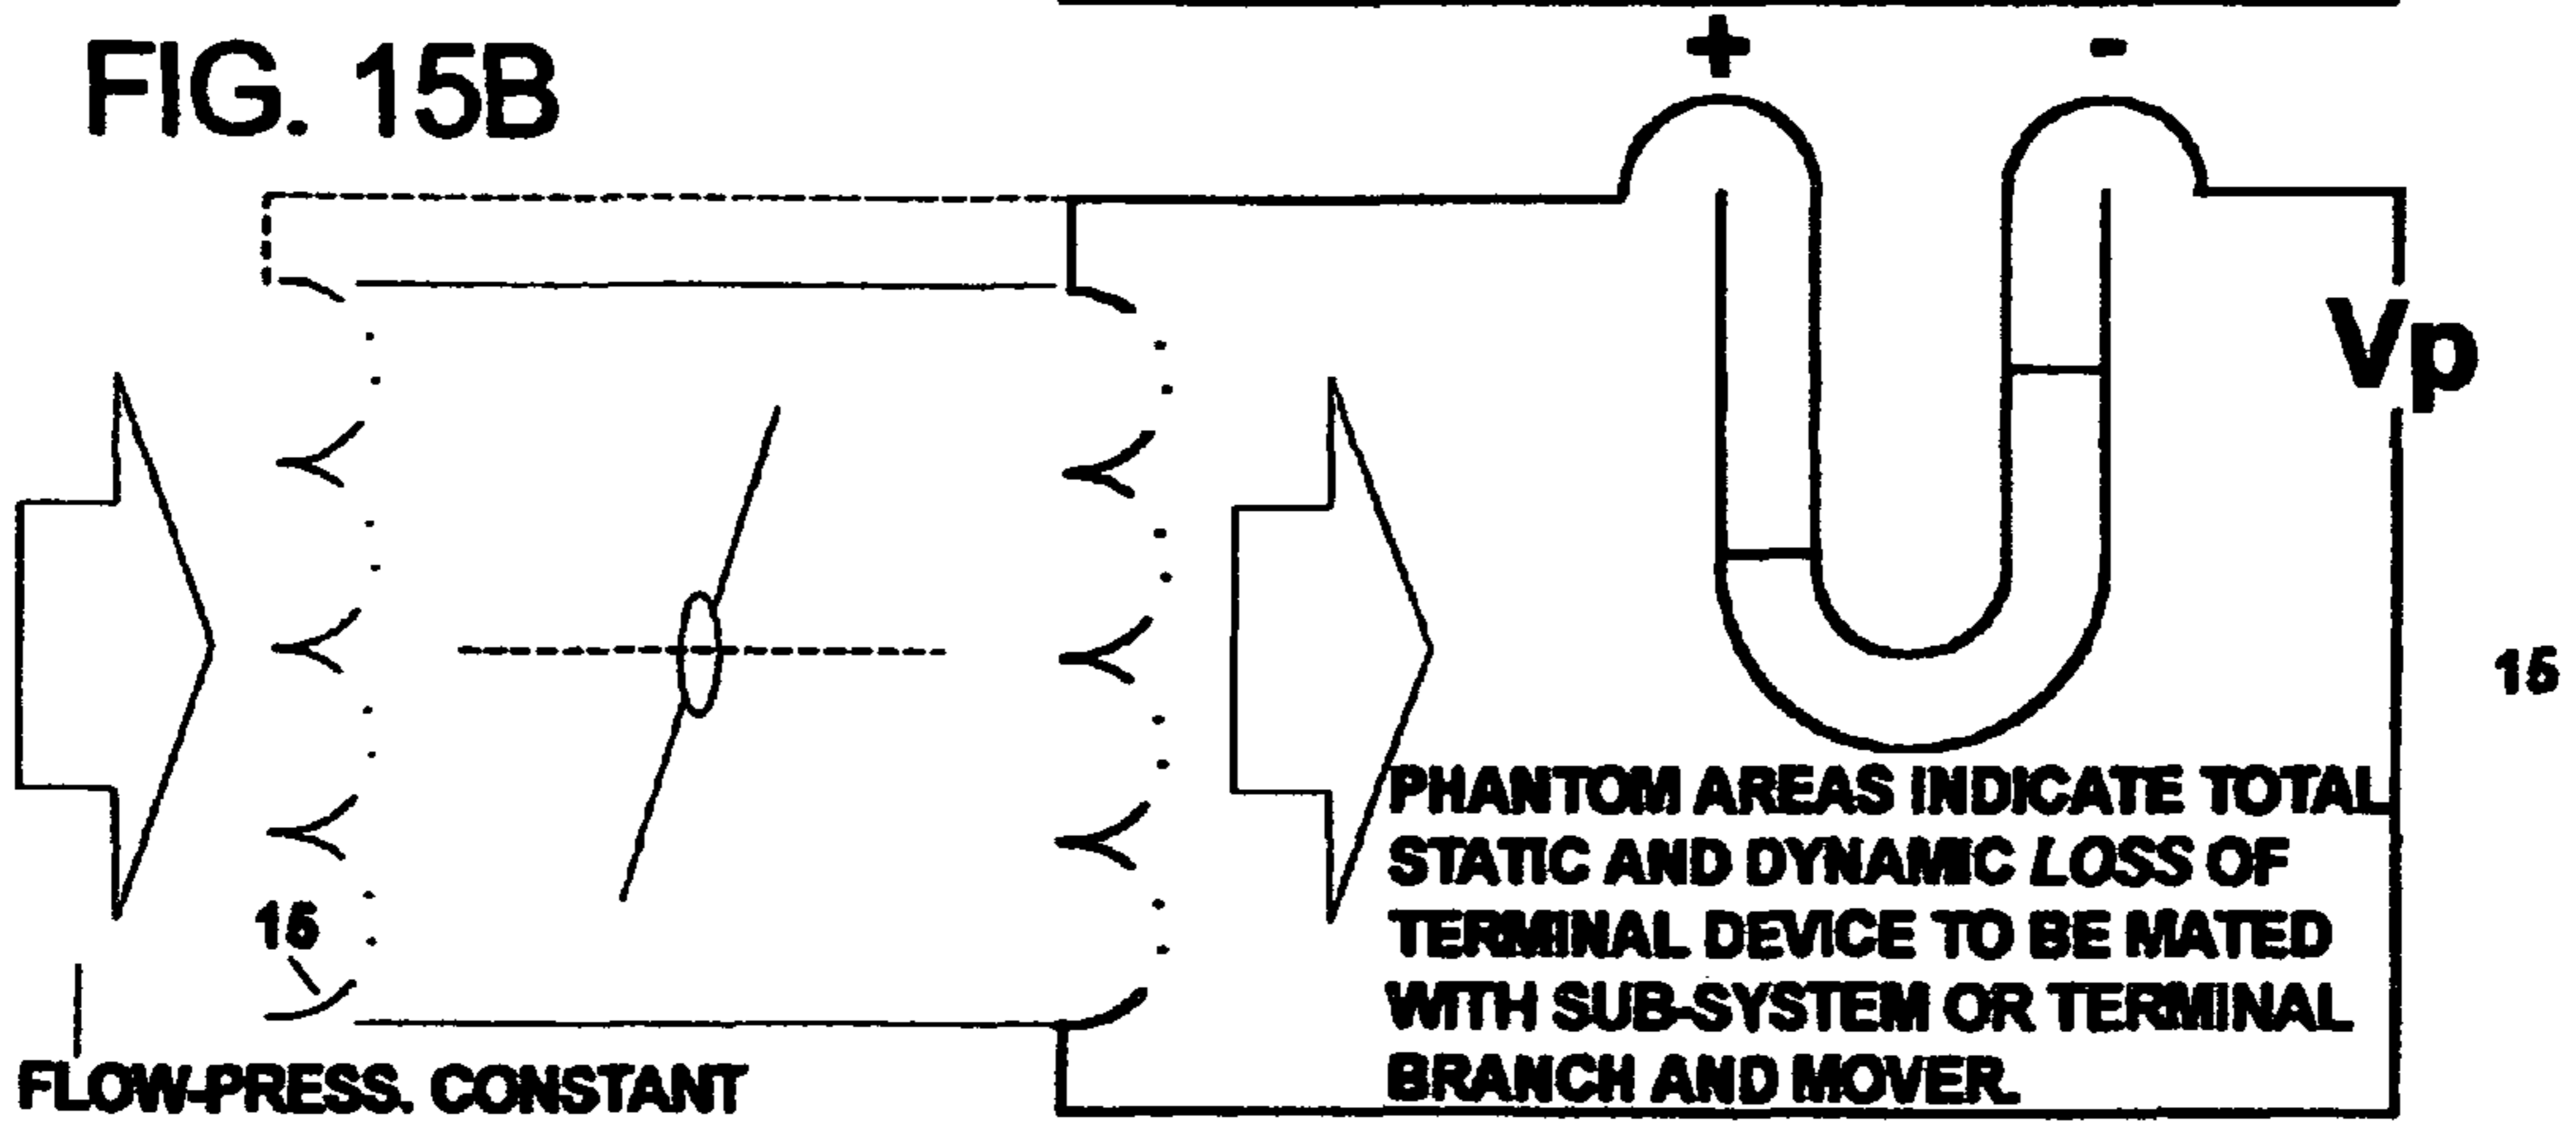 FIG. 15B
+ -
Vp
15
PHANTOM AREAS INDICATE TOTAL
STATIC AND DYNAMIC LOSS OF
TERMINAL DEVICE TO BE MATED
WITH SUB-SYSTEM OR TERMINAL
BRANCH AND MOVER.
15
FLOW-PRESS. CONSTANT